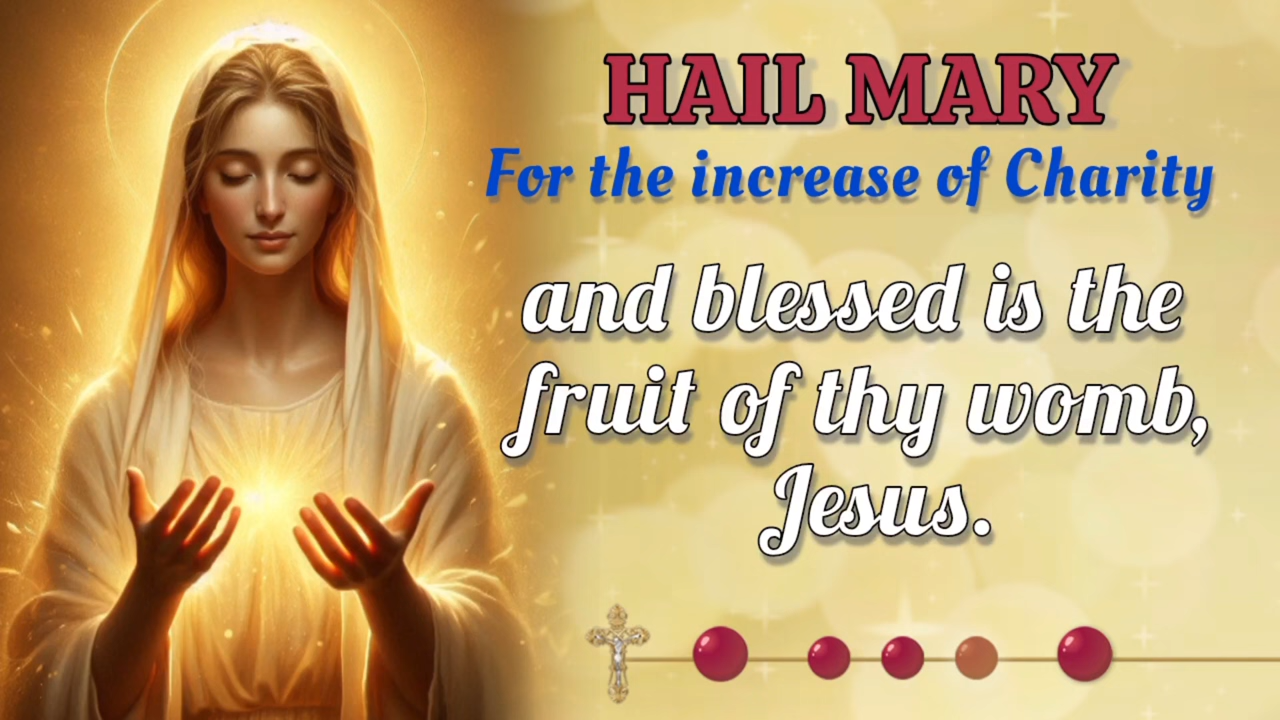 HAIL MARY
For the increase of Charity
and blessed is the
fruit of thy womb,
Jesus.